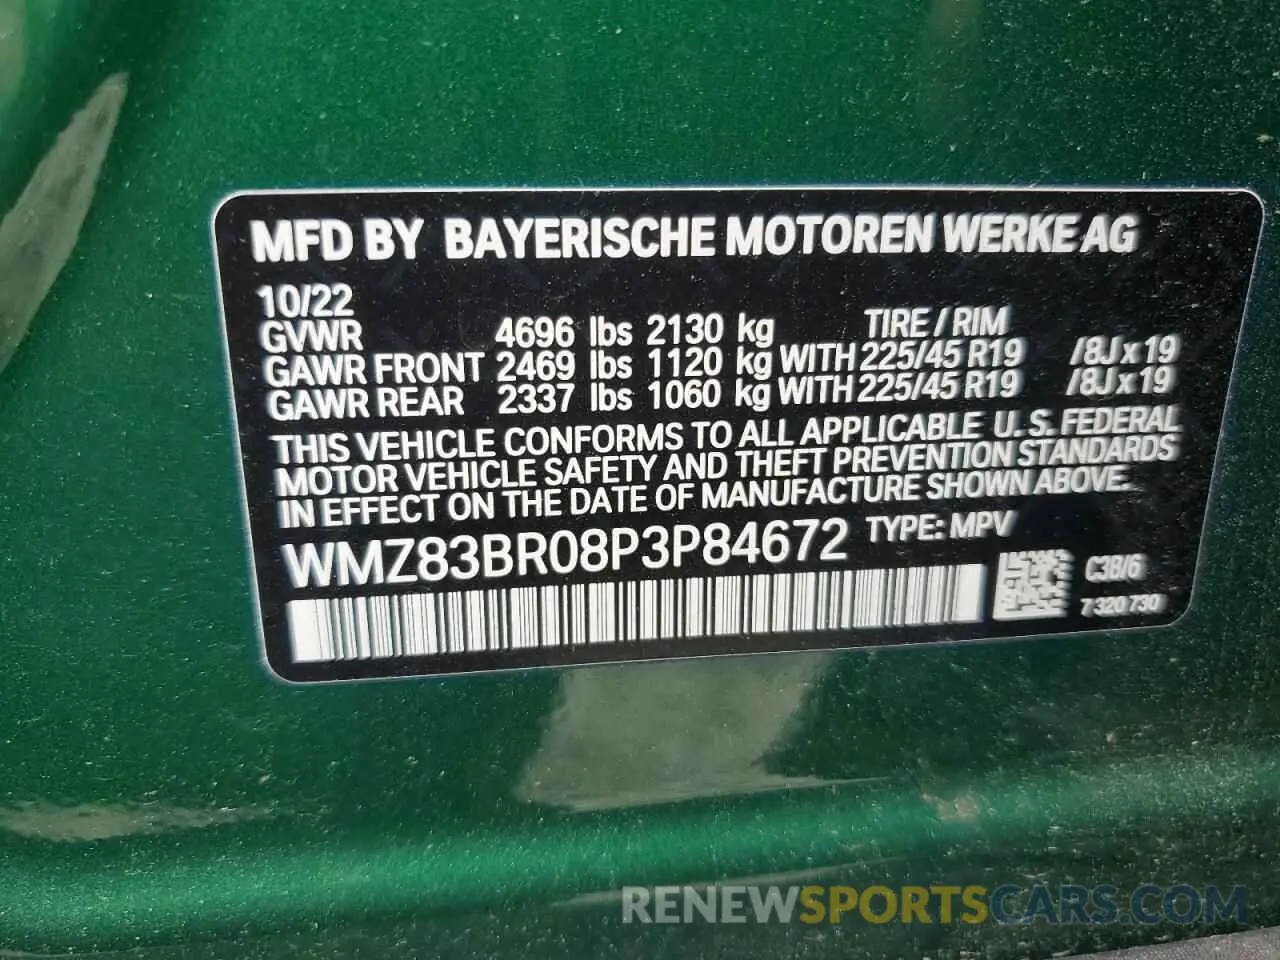 MFD BY BAYERISCHE MOTOREN WERKE AG
10/22
GVWR 4696 lbs 2130 kg TIRE / RIM
GAWR FRONT 2469 lbs 1120 kg WITH 225/45 R19 /8J x 19
GAWR REAR 2337 lbs 1060 kg WITH 225/45 R19 /8J x 19
THIS VEHICLE CONFORMS TO ALL APPLICABLE U.S. FEDERAL
MOTOR VEHICLE SAFETY AND THEFT PREVENTION STANDARDS
IN EFFECT ON THE DATE OF MANUFACTURE SHOWN ABOVE.
WMZ83BR08P3P84672 TYPE: MPV
C38/6
7 320 730
RENEWSPORTSCARS.COM